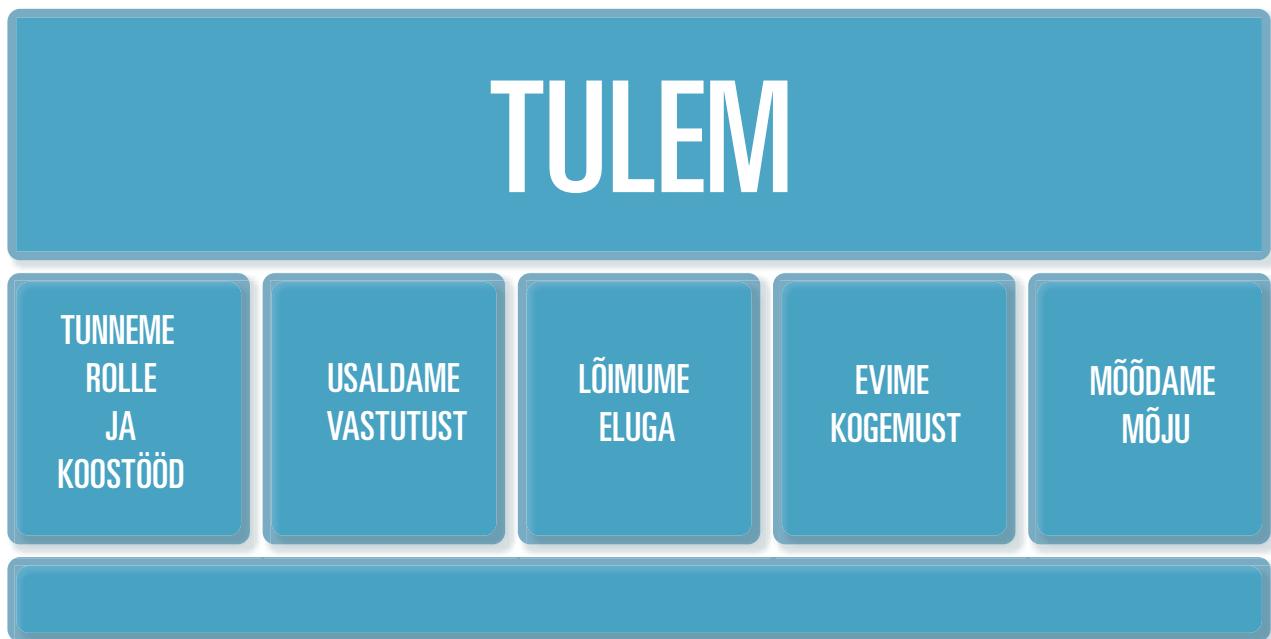 TULEM
TUNNEME
ROLLE
JA
KOOSTÖÖD
USALDAME
VASTUTUST
LÕIMUME
ELUGA
EVIME
KOGEMUST
MÕÕDAME
MÕJU